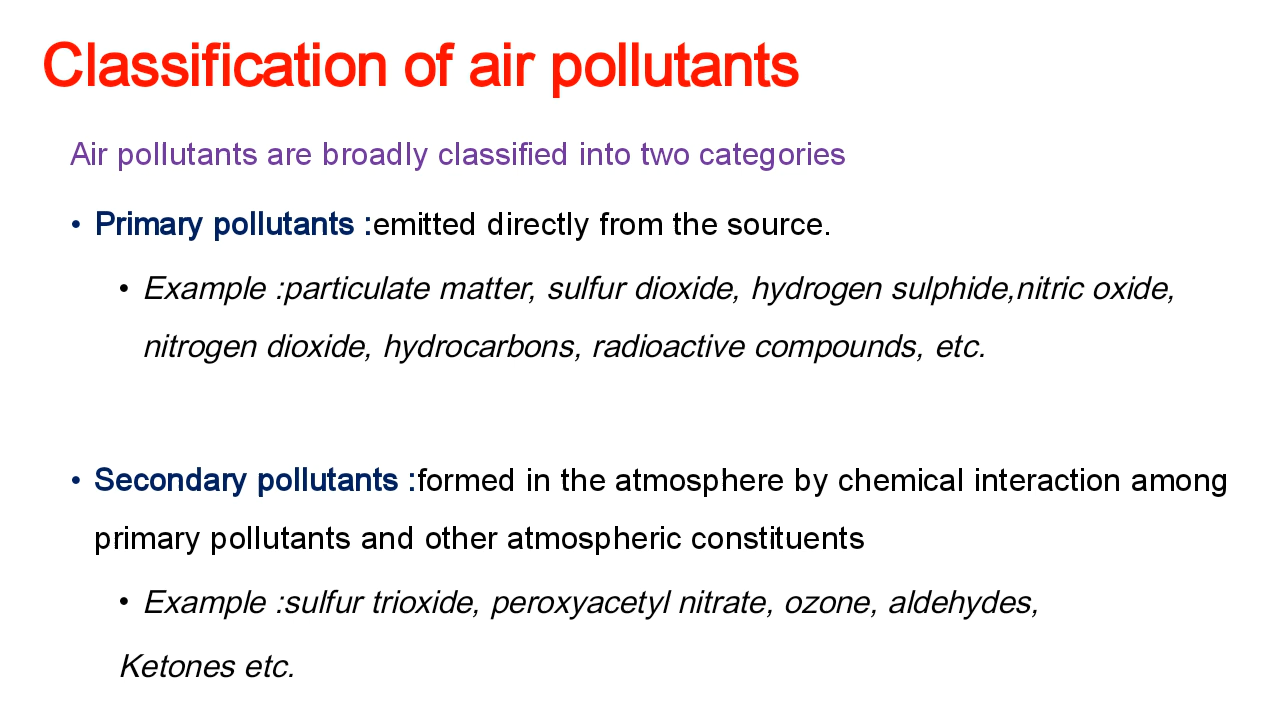 Classification of air pollutants
Air pollutants are broadly classified into two categories
• Primary pollutants :emitted directly from the source.
• Example :particulate matter, sulfur dioxide, hydrogen sulphide,nitric oxide,
nitrogen dioxide, hydrocarbons, radioactive compounds, etc.
• Secondary pollutants :formed in the atmosphere by chemical interaction among
primary pollutants and other atmospheric constituents
• Example :sulfur trioxide, peroxyacetyl nitrate, ozone, aldehydes,
Ketones etc.